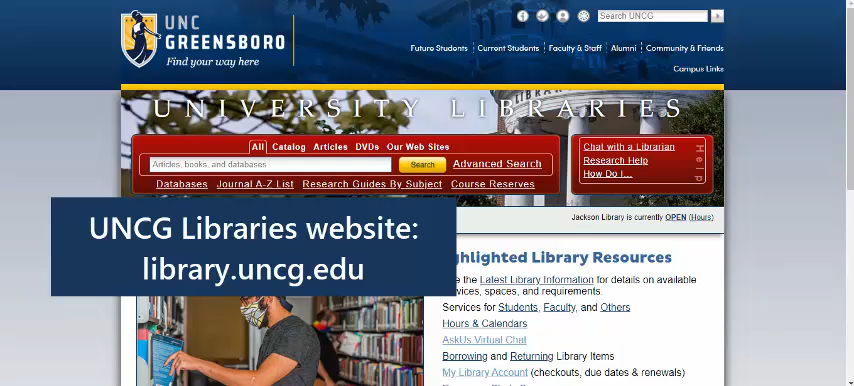 UNC
GREENSBORO
Find your way here
Search UNCG
Future Students Current Students Faculty & Staff Alumni Community & Friends
Campus Links
UNIVERSITY LIBRARIES
All Catalog Articles DVDs Our Web Sites
Articles, books, and databases
Search
Advanced Search
Databases Journal A-Z List Research Guides By Subject Course Reserves
Chat with a Librarian
Research Help
How Do I...
Help
Jackson Library is currently OPEN (Hours)
UNCG Libraries website:
library.uncg.edu
ghlighted Library Resources
the Latest Library Information for details on available
vices, spaces, and requirements.
Services for Students, Faculty, and Others
Hours & Calendars
AskUs Virtual Chat
Borrowing and Returning Library Items
My Library Account (checkouts, due dates & renewals)